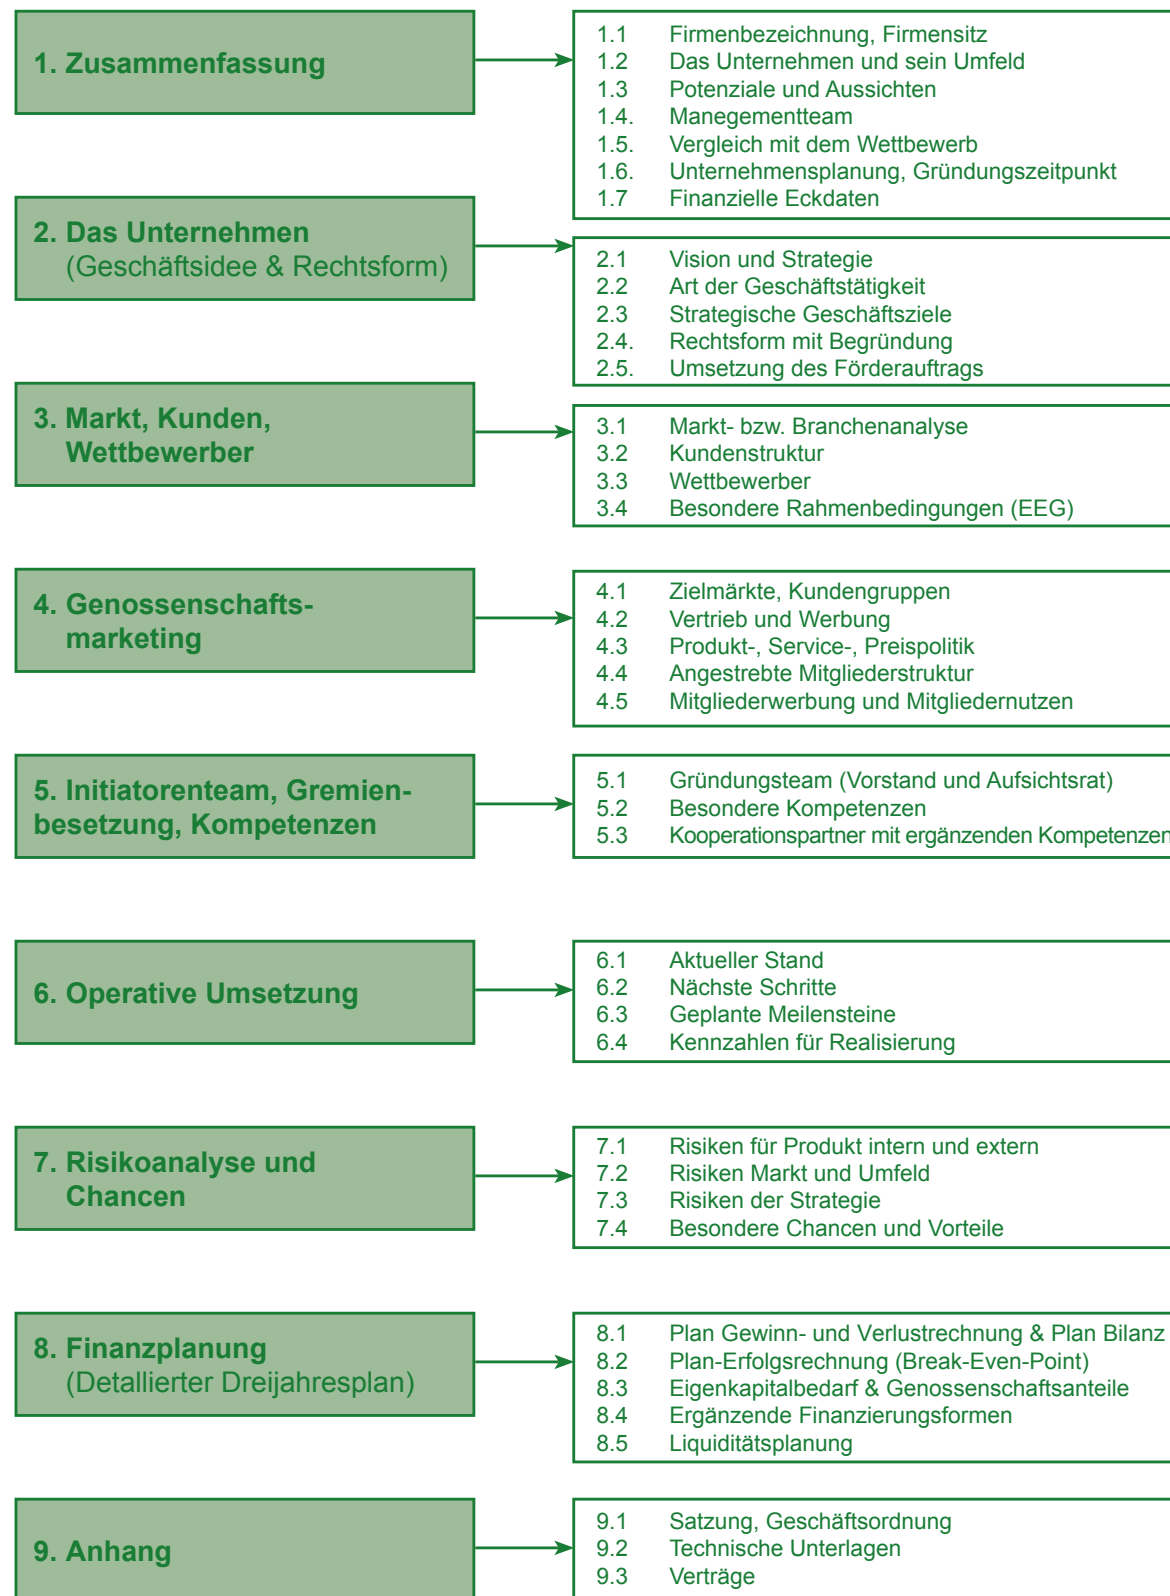 1. Zusammenfassung
1.1 Firmenbezeichnung, Firmensitz
1.2 Das Unternehmen und sein Umfeld
1.3 Potenziale und Aussichten
1.4. Manegementteam
1.5. Vergleich mit dem Wettbewerb
1.6. Unternehmensplanung, Gründungszeitpunkt
1.7 Finanzielle Eckdaten
2. Das Unternehmen
(Geschäftsidee & Rechtsform)
2.1 Vision und Strategie
2.2 Art der Geschäftstätigkeit
2.3 Strategische Geschäftsziele
2.4. Rechtsform mit Begründung
2.5. Umsetzung des Förderauftrags
3. Markt, Kunden,
Wettbewerber
3.1 Markt- bzw. Branchenanalyse
3.2 Kundenstruktur
3.3 Wettbewerber
3.4 Besondere Rahmenbedingungen (EEG)
4. Genossenschafts-
marketing
4.1 Zielmärkte, Kundengruppen
4.2 Vertrieb und Werbung
4.3 Produkt-, Service-, Preispolitik
4.4 Angestrebte Mitgliederstruktur
4.5 Mitgliederwerbung und Mitgliedernutzen
5. Initiatorenteam, Gremien-
besetzung, Kompetenzen
5.1 Gründungsteam (Vorstand und Aufsichtsrat)
5.2 Besondere Kompetenzen
5.3 Kooperationspartner mit ergänzenden Kompetenzen
6. Operative Umsetzung
6.1 Aktueller Stand
6.2 Nächste Schritte
6.3 Geplante Meilensteine
6.4 Kennzahlen für Realisierung
7. Risikoanalyse und
Chancen
7.1 Risiken für Produkt intern und extern
7.2 Risiken Markt und Umfeld
7.3 Risiken der Strategie
7.4 Besondere Chancen und Vorteile
8. Finanzplanung
(Detallierter Dreijahresplan)
8.1 Plan Gewinn- und Verlustrechnung & Plan Bilanz
8.2 Plan-Erfolgsrechnung (Break-Even-Point)
8.3 Eigenkapitalbedarf & Genossenschaftsanteile
8.4 Ergänzende Finanzierungsformen
8.5 Liquiditätsplanung
9. Anhang
9.1 Satzung, Geschäftsordnung
9.2 Technische Unterlagen
9.3 Verträge